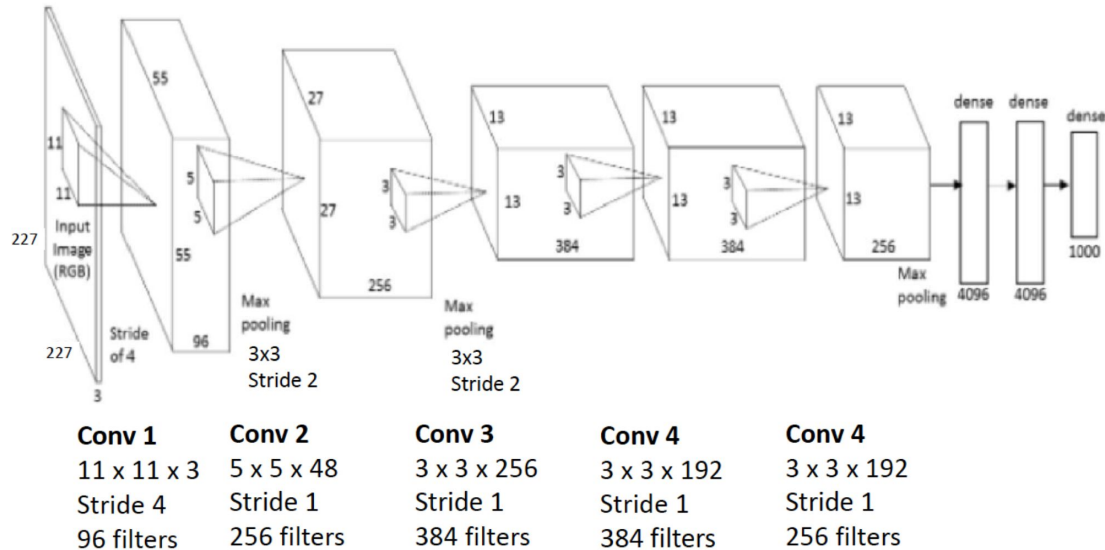 55
11
11
Input
Image
(RGB)
227
227
3
Stride
of 4
5
5
55
96
27
27
256
Max
pooling
3x3
Stride 2
3
3
13
13
384
Max
pooling
3x3
Stride 2
3
3
13
13
384
3
3
13
13
256
Max
pooling
dense
4096
dense
4096
dense
1000
Conv 1
11 x 11 x 3
Stride 4
96 filters
Conv 2
5 x 5 x 48
Stride 1
256 filters
Conv 3
3 x 3 x 256
Stride 1
384 filters
Conv 4
3 x 3 x 192
Stride 1
384 filters
Conv 4
3 x 3 x 192
Stride 1
256 filters